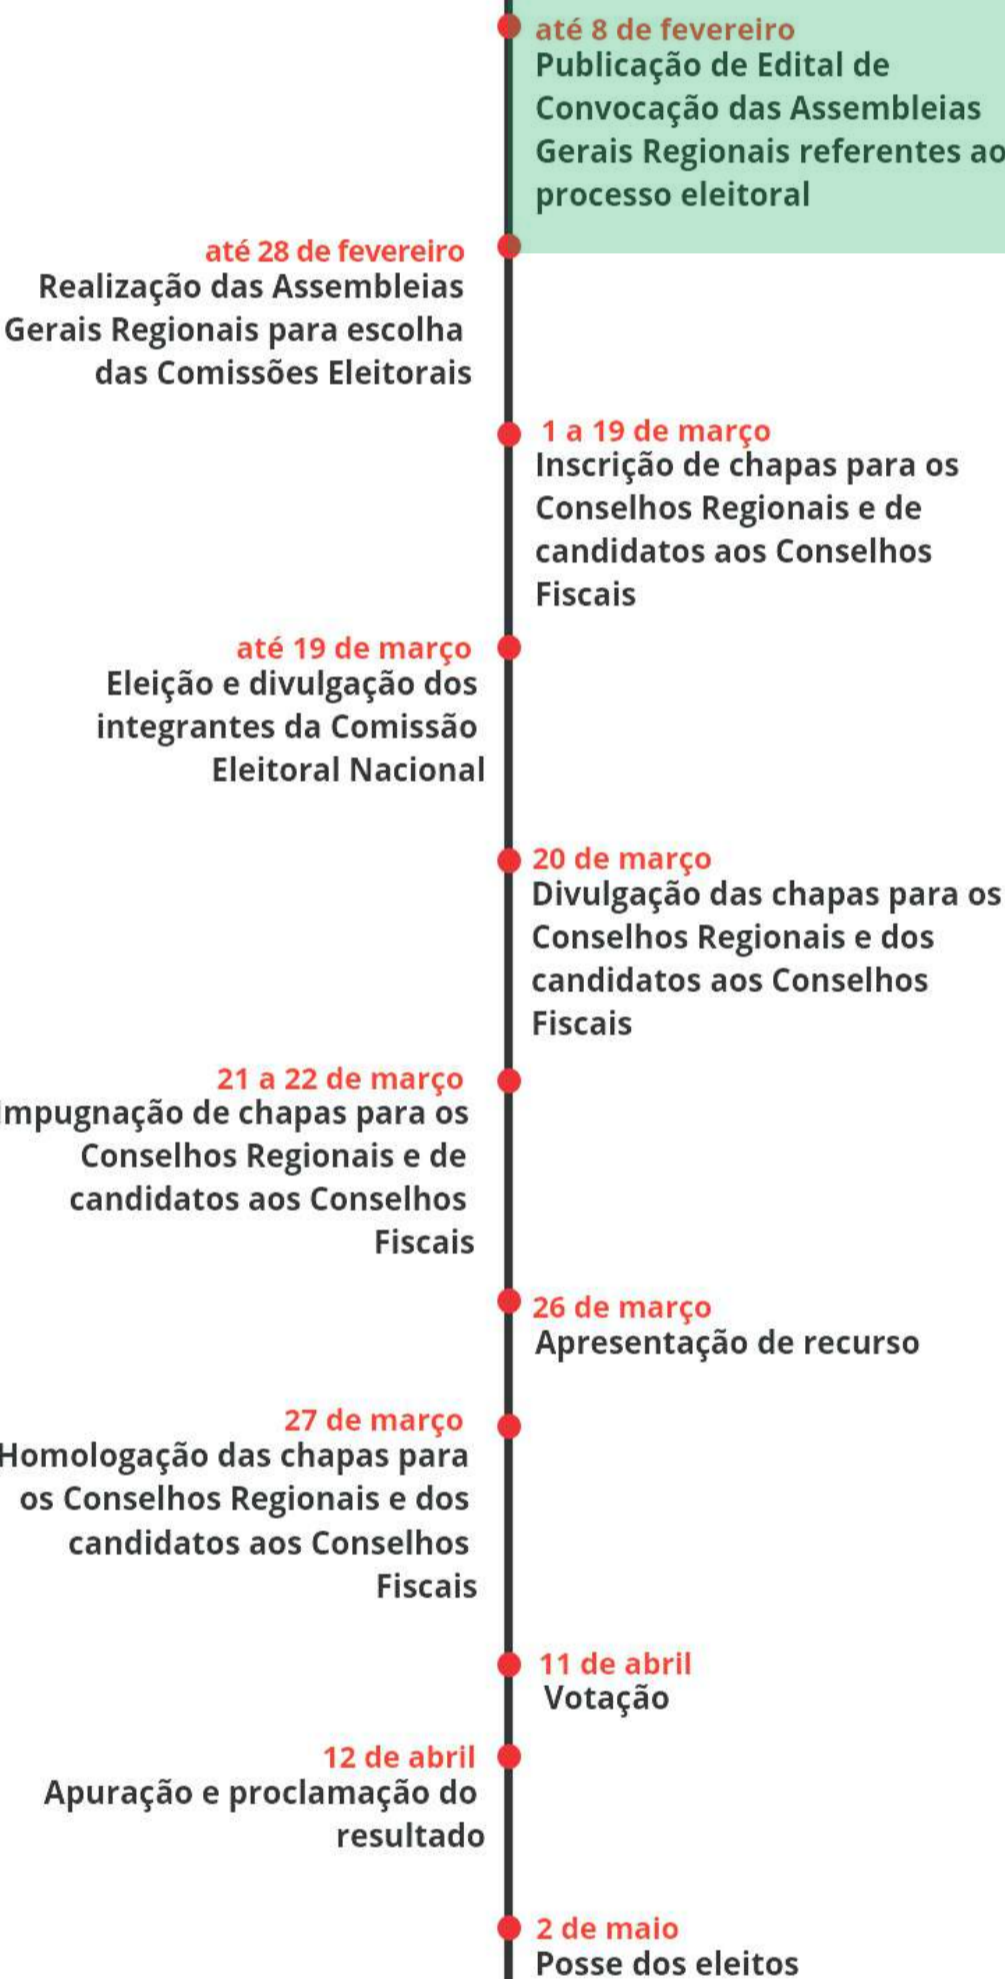 até 8 de fevereiro
Publicação de Edital de
Convocação das Assembleias
Gerais Regionais referentes ao
processo eleitoral
até 28 de fevereiro
Realização das Assembleias
Gerais Regionais para escolha
das Comissões Eleitorais
1 a 19 de março
Inscrição de chapas para os
Conselhos Regionais e de
candidatos aos Conselhos
Fiscais
até 19 de março
Eleição e divulgação dos
integrantes da Comissão
Eleitoral Nacional
20 de março
Divulgação das chapas para os
Conselhos Regionais e dos
candidatos aos Conselhos
Fiscais
21 a 22 de março
Impugnação de chapas para os
Conselhos Regionais e de
candidatos aos Conselhos
Fiscais
26 de março
Apresentação de recurso
27 de março
Homologação das chapas para
os Conselhos Regionais e dos
candidatos aos Conselhos
Fiscais
11 de abril
Votação
12 de abril
Apuração e proclamação do
resultado
2 de maio
Posse dos eleitos